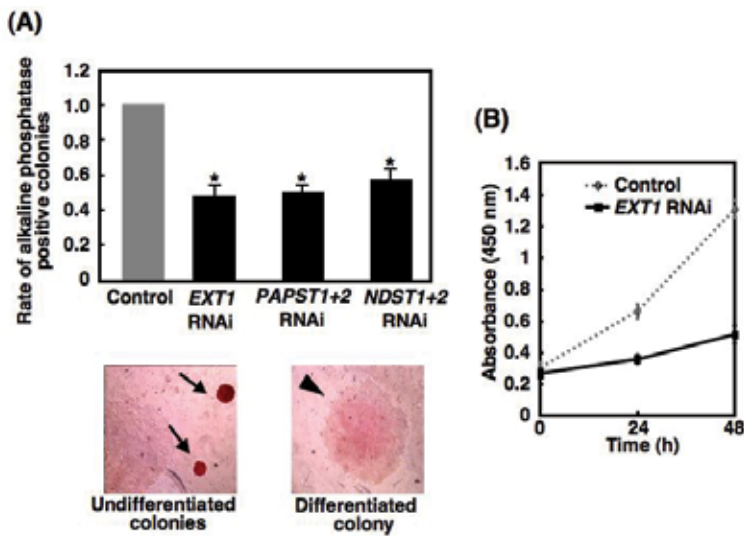 (A)
Rate of alkaline phosphatase
positive colonies
1.2
1.0
0.8
0.6
0.4
0.2
0
*
*
*
Control
EXT1
RNAi
PAPST1+2
RNAi
NDST1+2
RNAi
Undifferentiated
colonies
Differentiated
colony
(B)
Absorbance (450 nm)
1.6
1.4
1.2
1.0
0.8
0.6
0.4
0.2
0
Control
EXT1 RNAi
0
24
48
Time (h)